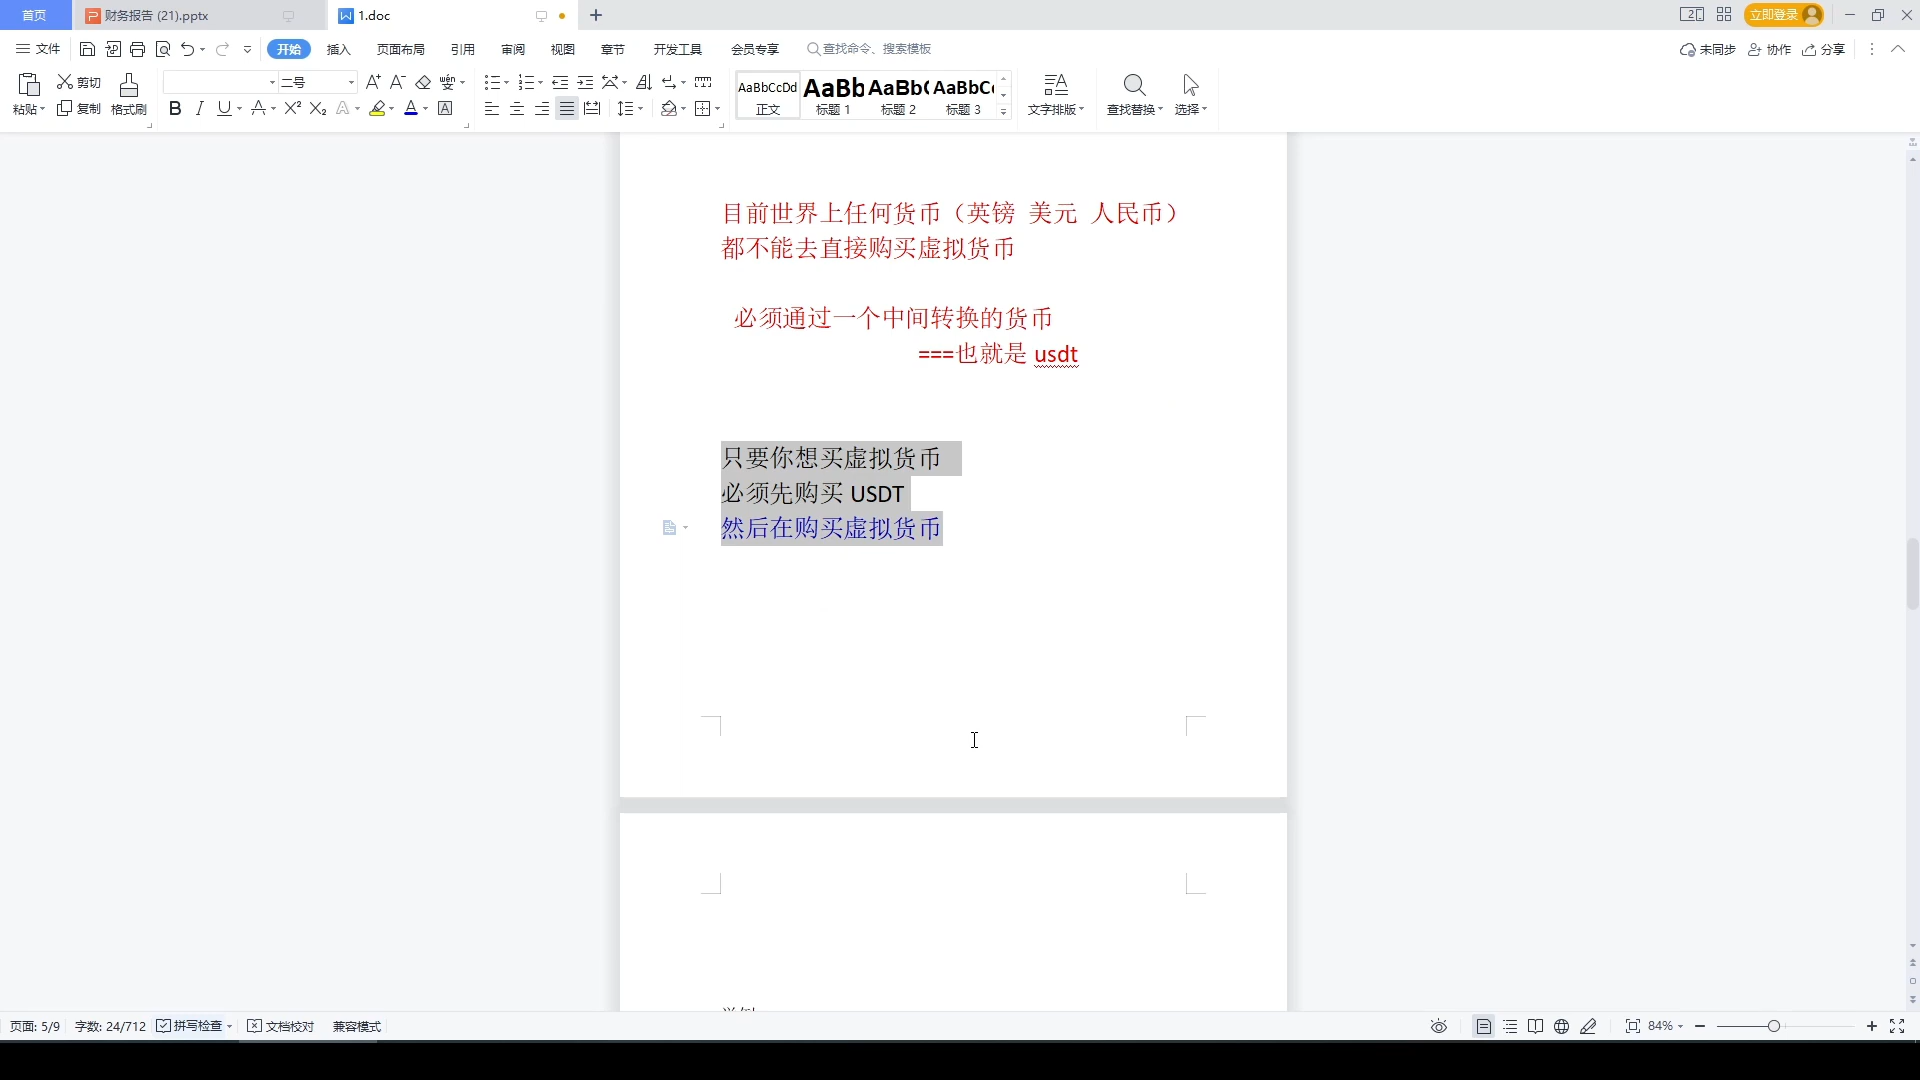 首页
财务报告 (21).pptx
1.doc
立即登录
文件
开始
插入
页面布局
引用
审阅
视图
章节
开发工具
会员专享
查找命令、搜索模板
未同步
协作
分享
粘贴
剪切
复制
格式刷
二号
AaBbCcDd
正文
AaBb
标题 1
AaBb(
标题 2
AaBbC
标题 3
文字排版
查找替换
选择
目前世界上任何货币（英镑 美元 人民币）
都不能去直接购买虚拟货币
必须通过一个中间转换的货币
===也就是 usdt
只要你想买虚拟货币
必须先购买 USDT
然后在购买虚拟货币
页面: 5/9
字数: 24/712
拼写检查
文档校对
兼容模式
84%